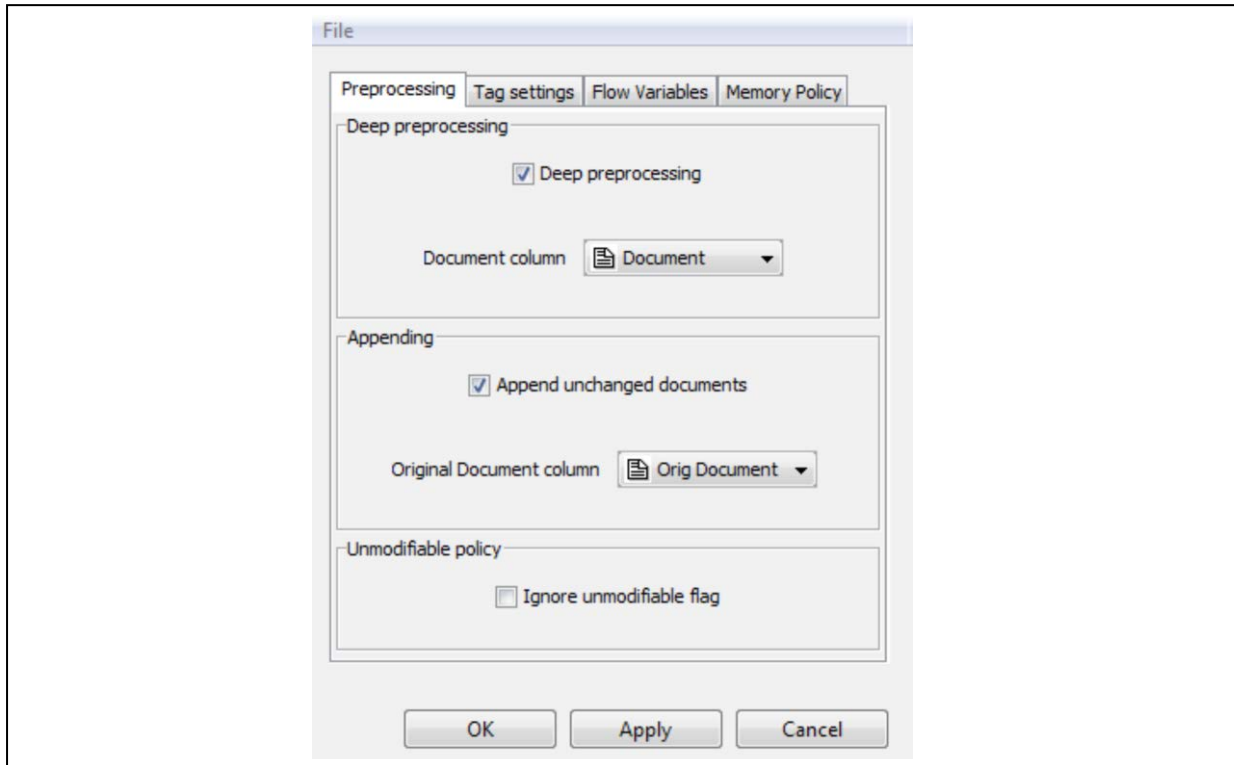 File
Preprocessing Tag settings Flow Variables Memory Policy
Deep preprocessing
Deep preprocessing
Document column Document
Appending
Append unchanged documents
Original Document column Orig Document
Unmodifiable policy
Ignore unmodifiable flag
OK Apply Cancel